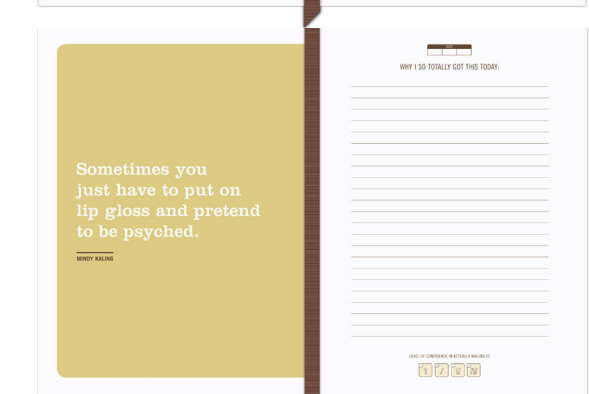 Sometimes you
just have to put on
lip gloss and pretend
to be psyched.
MINDY KALING
DATE
WHY I SO TOTALLY GOT THIS TODAY:
LEVEL OF CONFIDENCE IN ACTUALLY NAILING IT: